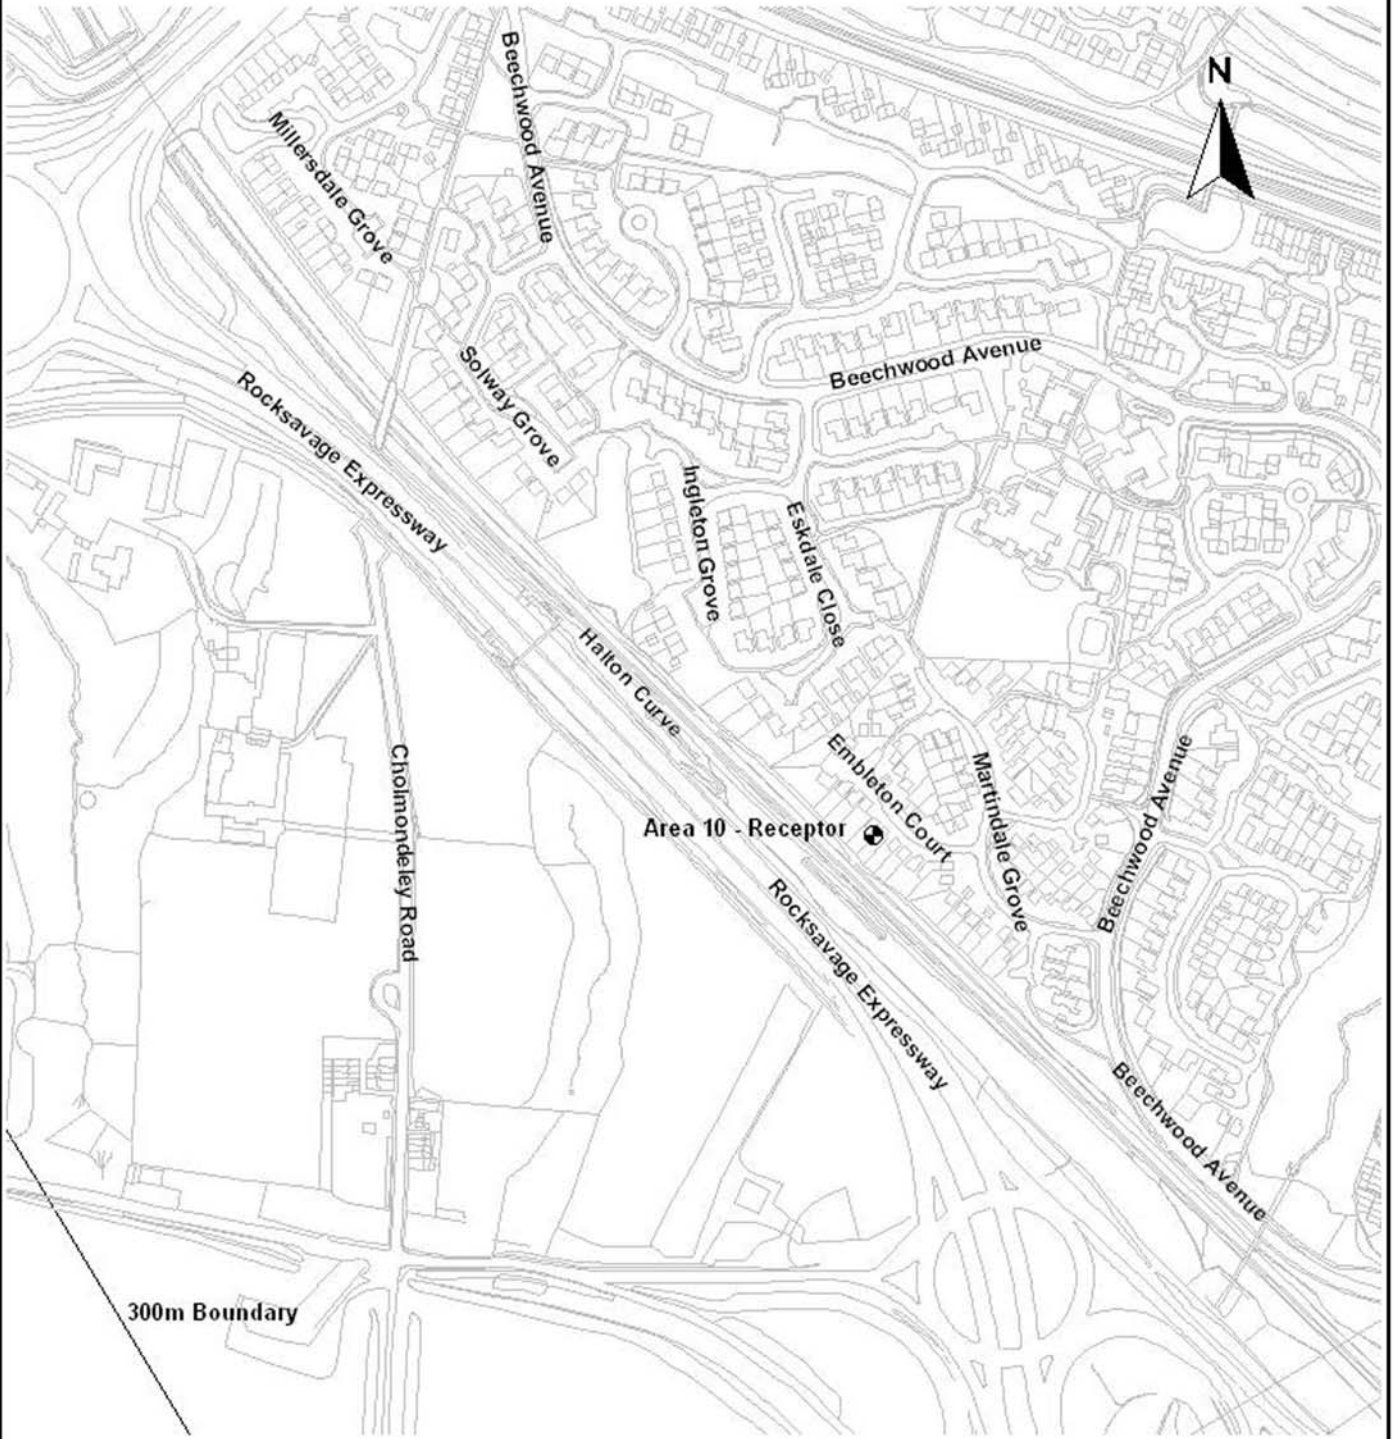 Beechwood Avenue
N
Millersdale Grove
Beechwood Avenue
Solway Grove
Rocksavage Expressway
Ingleton Grove
Eskdale Close
Halton Curve
Embleton Court
Martindale Grove
Beechwood Avenue
Cholmondeley Road
Area 10 - Receptor
Rocksavage Expressway
Beechwood Avenue
300m Boundary